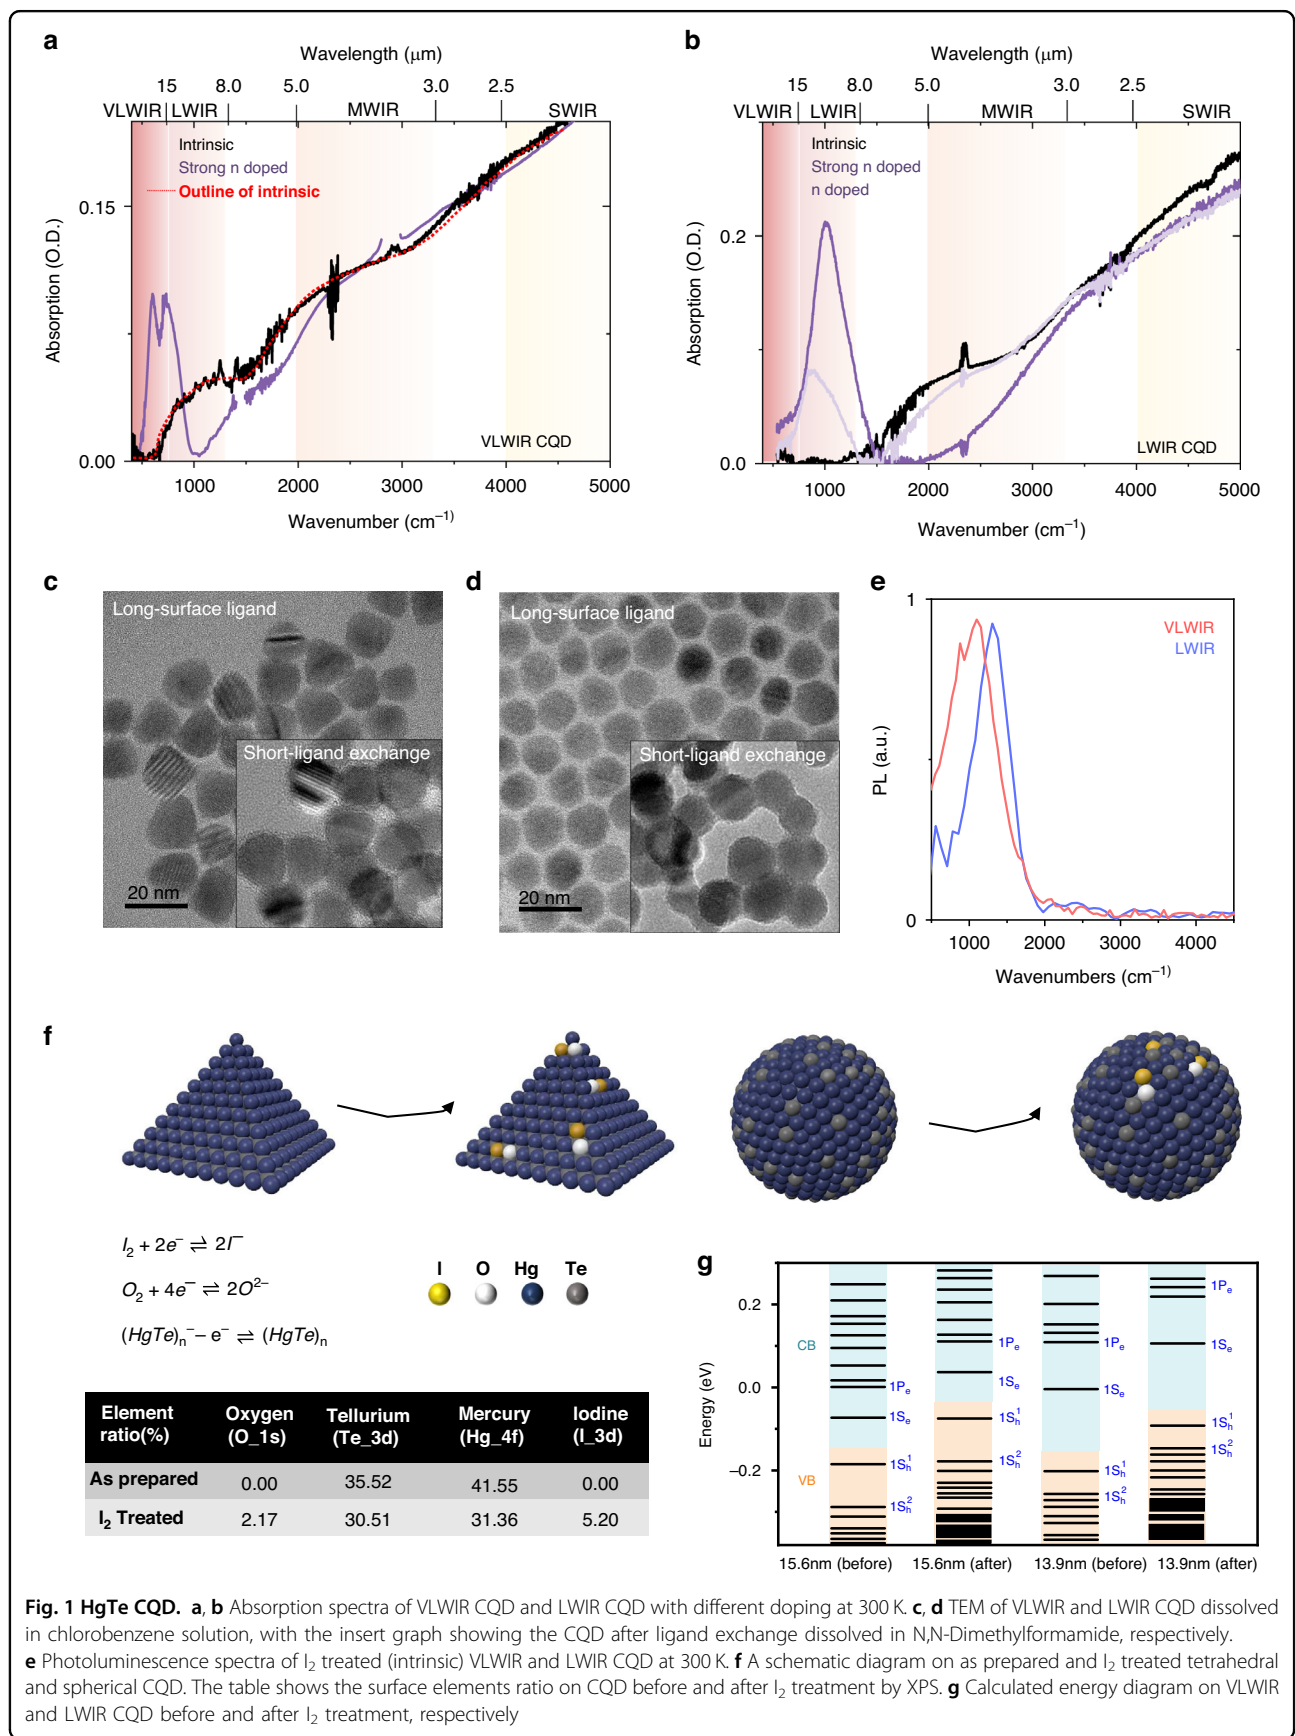 a
Wavelength (μm)
15 8.0 5.0 3.0 2.5
VLWIR LWIR MWIR SWIR
Intrinsic
Strong n doped
Outline of intrinsic
0.15
0.00
Absorption (O.D.)
VLWIR CQD
1000 2000 3000 4000 5000
Wavenumber (cm⁻¹)
b
Wavelength (μm)
15 8.0 5.0 3.0 2.5
VLWIR LWIR MWIR SWIR
Intrinsic
Strong n doped
n doped
0.2
0.0
Absorption (O.D.)
LWIR CQD
1000 2000 3000 4000 5000
Wavenumber (cm⁻¹)
c
Long-surface ligand
Short-ligand exchange
20 nm
d
Long-surface ligand
Short-ligand exchange
20 nm
e
1
0
PL (a.u.)
VLWIR
LWIR
1000 2000 3000 4000
Wavenumbers (cm⁻¹)
f
I₂ + 2e⁻ ⇌ 2I⁻
O₂ + 4e⁻ ⇌ 2O²⁻
(HgTe)ₙ⁻ – e⁻ ⇌ (HgTe)ₙ
I O Hg Te
Element ratio(%) Oxygen (O_1s) Tellurium (Te_3d) Mercury (Hg_4f) Iodine (I_3d)
As prepared 0.00 35.52 41.55 0.00
I₂ Treated 2.17 30.51 31.36 5.20
g
Energy (eV)
0.2
0.0
−0.2
CB
VB
1Pₑ
1Sₑ
1Sₕ¹
1Sₕ²
1Pₑ
1Sₑ
1Sₕ¹
1Sₕ²
1Pₑ
1Sₑ
1Sₕ¹
1Sₕ²
1Pₑ
1Sₑ
1Sₕ¹
1Sₕ²
15.6nm (before) 15.6nm (after) 13.9nm (before) 13.9nm (after)
Fig. 1 HgTe CQD. a, b Absorption spectra of VLWIR CQD and LWIR CQD with different doping at 300 K. c, d TEM of VLWIR and LWIR CQD dissolved
in chlorobenzene solution, with the insert graph showing the CQD after ligand exchange dissolved in N,N-Dimethylformamide, respectively.
e Photoluminescence spectra of I₂ treated (intrinsic) VLWIR and LWIR CQD at 300 K. f A schematic diagram on as prepared and I₂ treated tetrahedral
and spherical CQD. The table shows the surface elements ratio on CQD before and after I₂ treatment by XPS. g Calculated energy diagram on VLWIR
and LWIR CQD before and after I₂ treatment, respectively